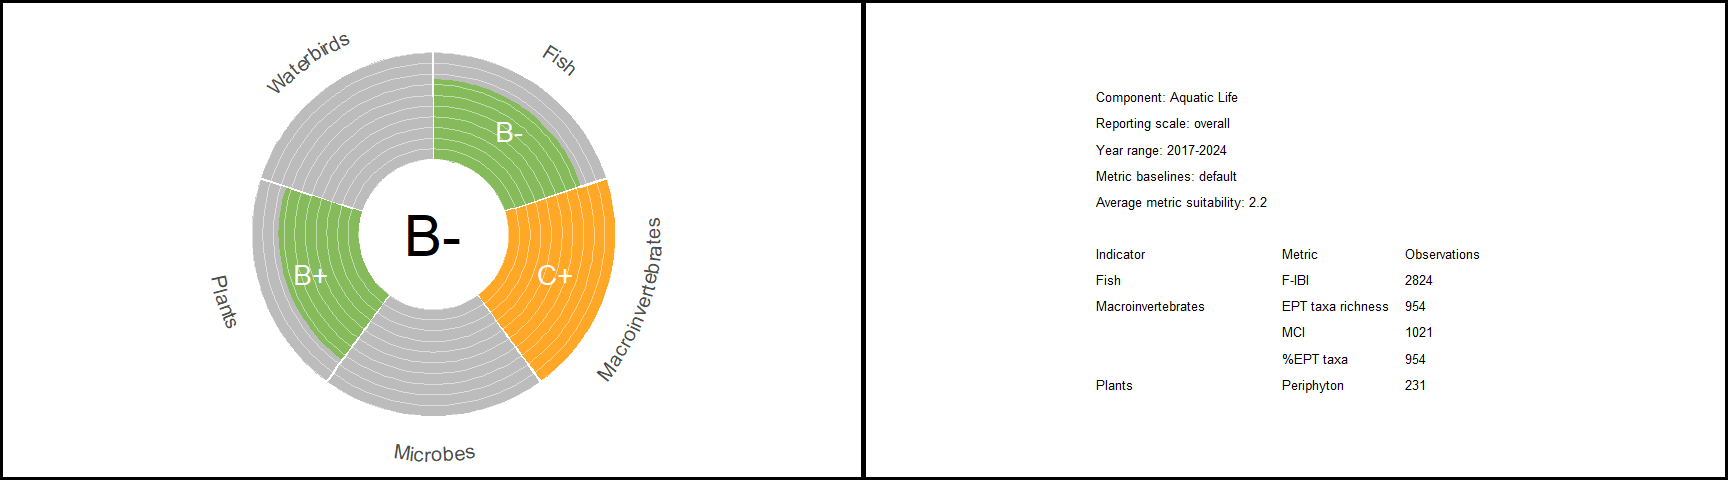 Waterbirds
Fish
B-
B-
B+
C+
Plants
Macroinvertebrates
Microbes
Component: Aquatic Life
Reporting scale: overall
Year range: 2017-2024
Metric baselines: default
Average metric suitability: 2.2
Indicator Metric Observations
Fish F-IBI 2824
Macroinvertebrates EPT taxa richness 954
MCI 1021
%EPT taxa 954
Plants Periphyton 231